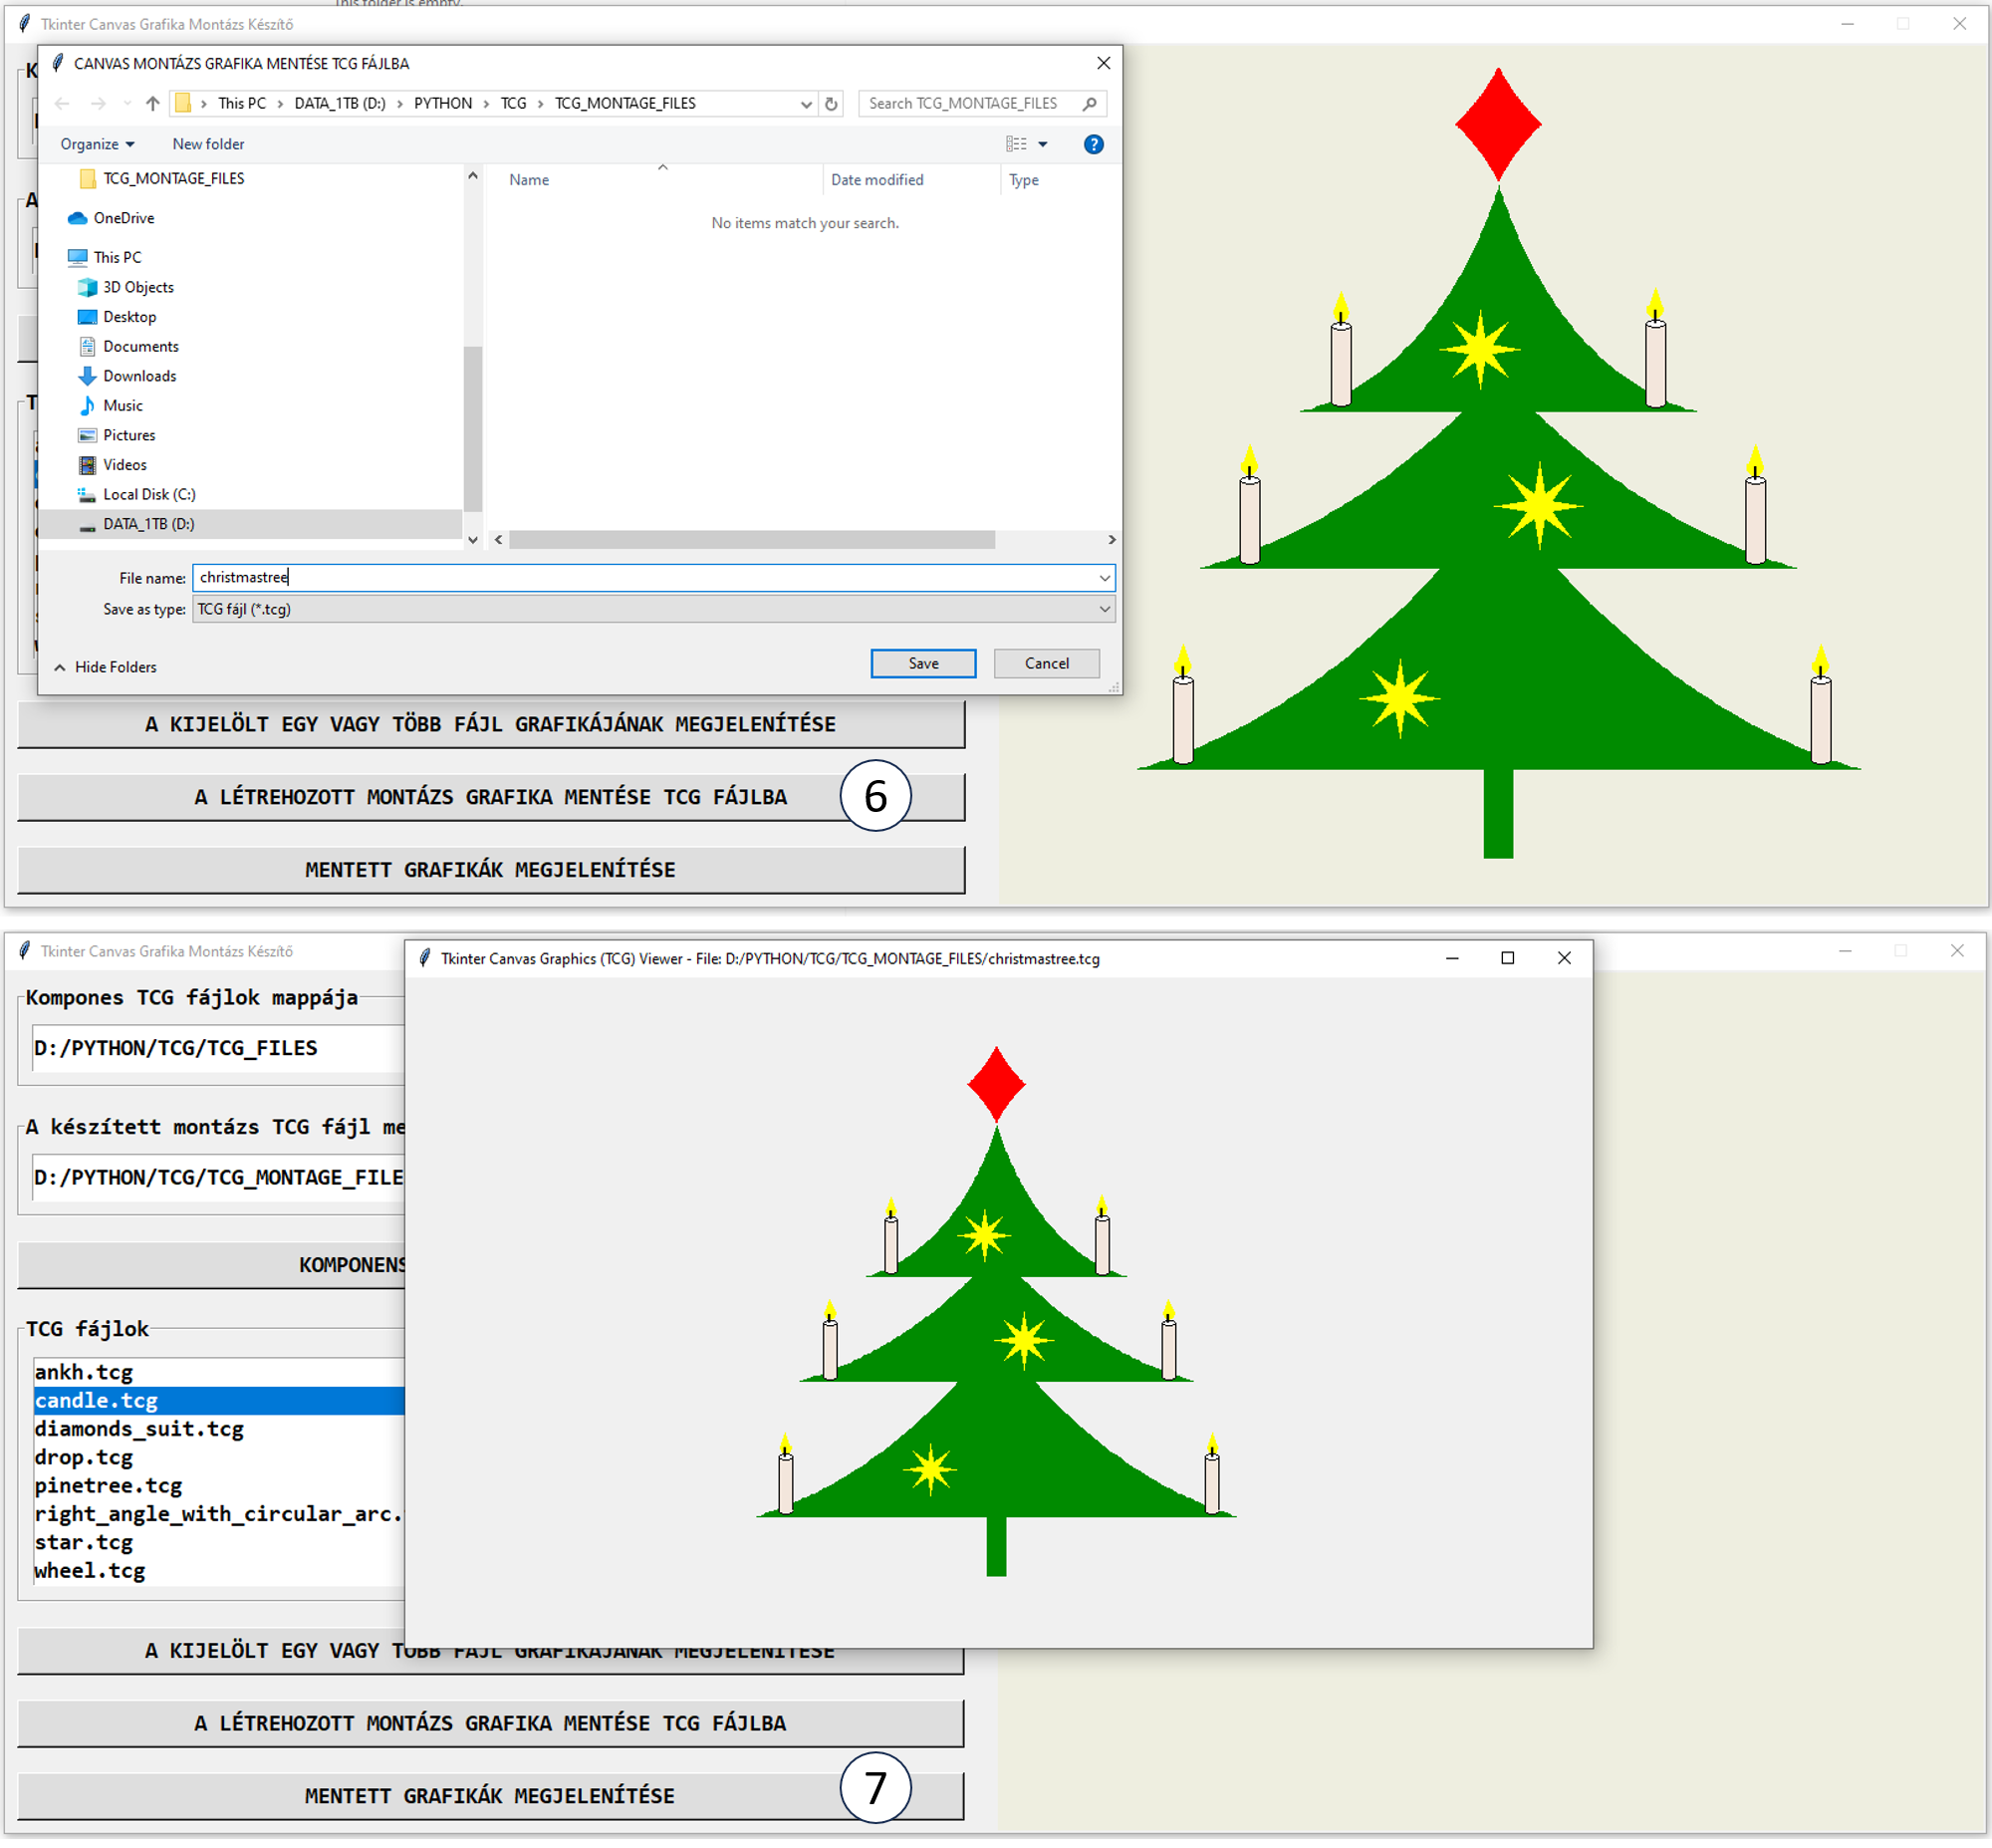 This folder is empty.
Tkinter Canvas Grafika Montázs Készítő
CANVAS MONTÁZS GRAFIKA MENTÉSE TCG FÁJLBA
This PC > DATA_1TB (D:) > PYTHON > TCG > TCG_MONTAGE_FILES
Search TCG_MONTAGE_FILES
Organize
New folder
K
A
T
TCG_MONTAGE_FILES
OneDrive
This PC
3D Objects
Desktop
Documents
Downloads
Music
Pictures
Videos
Local Disk (C:)
DATA_1TB (D:)
Name
Date modified
Type
No items match your search.
File name: christmastree
Save as type: TCG fájl (*.tcg)
Hide Folders
Save
Cancel
A KIJELÖLT EGY VAGY TÖBB FÁJL GRAFIKÁJÁNAK MEGJELENÍTÉSE
A LÉTREHOZOTT MONTÁZS GRAFIKA MENTÉSE TCG FÁJLBA
6
MENTETT GRAFIKÁK MEGJELENÍTÉSE
Tkinter Canvas Grafika Montázs Készítő
Tkinter Canvas Graphics (TCG) Viewer - File: D:/PYTHON/TCG/TCG_MONTAGE_FILES/christmastree.tcg
Kompones TCG fájlok mappája
D:/PYTHON/TCG/TCG_FILES
A készített montázs TCG fájl me
D:/PYTHON/TCG/TCG_MONTAGE_FILE
KOMPONENS
TCG fájlok
ankh.tcg
candle.tcg
diamonds_suit.tcg
drop.tcg
pinetree.tcg
right_angle_with_circular_arc.
star.tcg
wheel.tcg
A KIJELÖLT EGY VAGY TÖBB FÁJL GRAFIKÁJÁNAK MEGJELENÍTÉSE
A LÉTREHOZOTT MONTÁZS GRAFIKA MENTÉSE TCG FÁJLBA
MENTETT GRAFIKÁK MEGJELENÍTÉSE
7